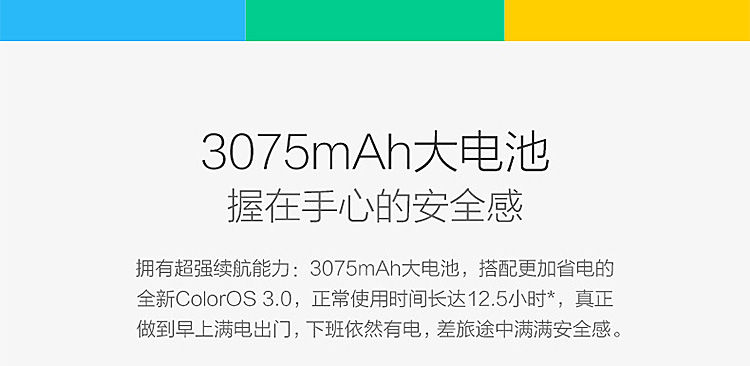 3075mAh大电池
握在手心的安全感
拥有超强续航能力：3075mAh大电池，搭配更加省电的
全新ColorOS 3.0，正常使用时间长达12.5小时*，真正
做到早上满电出门，下班依然有电，差旅途中满满安全感。